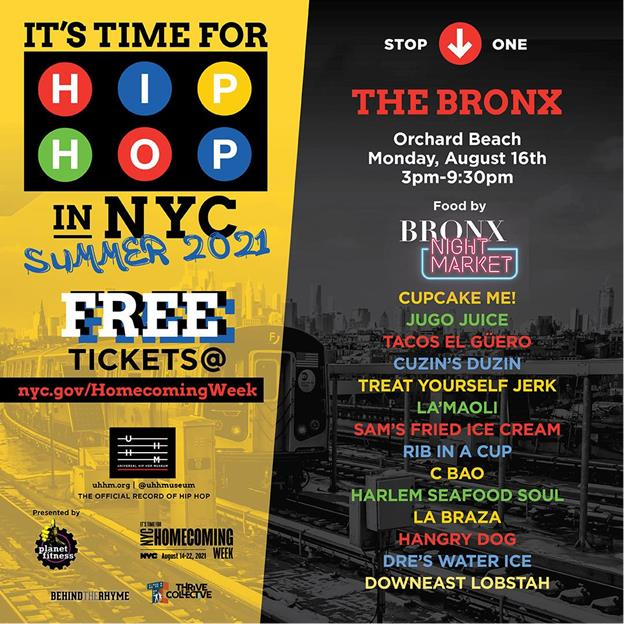 IT'S TIME FOR
HIP
HOP
IN NYC
SUMMER 2021
FREE
TICKETS@
nyc.gov/HomecomingWeek
UHHM
UNIVERSAL HIP HOP MUSEUM
uhhm.org | @uhhmuseum
THE OFFICIAL RECORD OF HIP HOP
Presented by
planet
fitness
IT'S TIME FOR
NYC HOMECOMING
WEEK
NYC August 14-22, 2021
BEHINDTHERHYME
THRIVE
COLLECTIVE
STOP ONE
THE BRONX
Orchard Beach
Monday, August 16th
3pm-9:30pm
Food by
BRONX
NIGHT
MARKET
CUPCAKE ME!
JUGO JUICE
TACOS EL GÜERO
CUZIN'S DUZIN
TREAT YOURSELF JERK
LA'MAOLI
SAM'S FRIED ICE CREAM
RIB IN A CUP
C BAO
HARLEM SEAFOOD SOUL
LA BRAZA
HANGRY DOG
DRE'S WATER ICE
DOWNEAST LOBSTAH